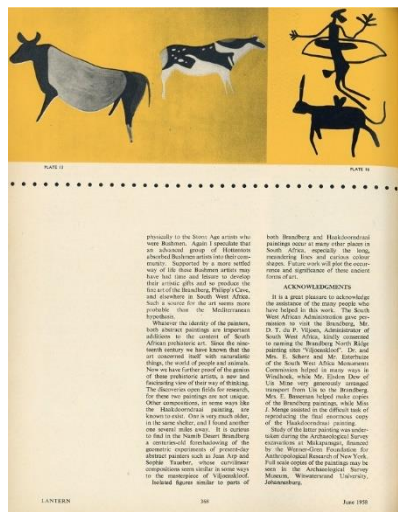 PLATE 15
PLATE 16
physically to the Stone Age artists who
were Bushmen. Again I speculate that
an advanced group of Hottentots
absorbed Bushmen artists into their com-
munity. Supported by a more settled
way of life those Bushmen artists may
have had time and leisure to develop
their artistic gifts and so produce the
fine art of the Brandberg, Philipp's Cave,
and elsewhere in South West Africa.
Such a source for the art seems more
probable than the Mediterranean
hypothesis.
Whatever the identity of the painters,
both abstract paintings are important
additions to the content of South
African prehistoric art. Since the nine-
teenth century we have known that the
art concerned itself with naturalistic
things, the world of people and animals.
Now we have further proof of the genius
of these prehistoric artists, a new and
fascinating view of their way of thinking.
The discoveries open fields for research,
for these two paintings are not unique.
Other compositions, in some ways like
the Haakdoorndraai painting, are
known to exist. One is very much older,
in the same shelter, and I found another
one several miles away. It is curious
to find in the Namib Desert Brandberg
a centuries-old foreshadowing of the
geometric experiments of present-day
abstract painters such as Jean Arp and
Sophie Taueber, whose curvilinear
compositions seem similar in some ways
to the masterpiece of Viljoenskloof.
Isolated figures similar to parts of
both Brandberg and Haakdoorndraai
paintings occur at many other places in
South Africa, especially the long,
meandering lines and curious colour
shapes. Future work will plot the occur-
rence and significance of these ancient
forms of art.
ACKNOWLEDGMENTS
It is a great pleasure to acknowledge
the assistance of the many people who
have helped in this work. The South
West African Administration gave per-
mission to visit the Brandberg, Mr.
D. T. du P. Viljoen, Administrator of
South West Africa, kindly consented
to naming the Brandberg North Ridge
painting sites "Viljoenskloof". Dr. and
Mrs. E. Scherz and Mr. Esterhuise
of the South West Africa Monuments
Commission helped in many ways in
Windhoek, while Mr. Eladon Dow of
Uis Mine very generously arranged
transport from Uis to the Brandberg.
Mrs. E. Basserman helped make copies
of the Brandberg paintings, while Miss
J. Menge assisted in the difficult task of
reproducing the final enormous copy
of the Haakdoorndraai painting.
Study of the latter painting was under-
taken during the Archaeological Survey
excavations at Makapansgat, financed
by the Wenner-Gren Foundation for
Anthropological Research of New York.
Full scale copies of the paintings may be
seen in the Archaeological Survey
Museum, Witwatersrand University,
Johannesburg.
LANTERN
June 1958